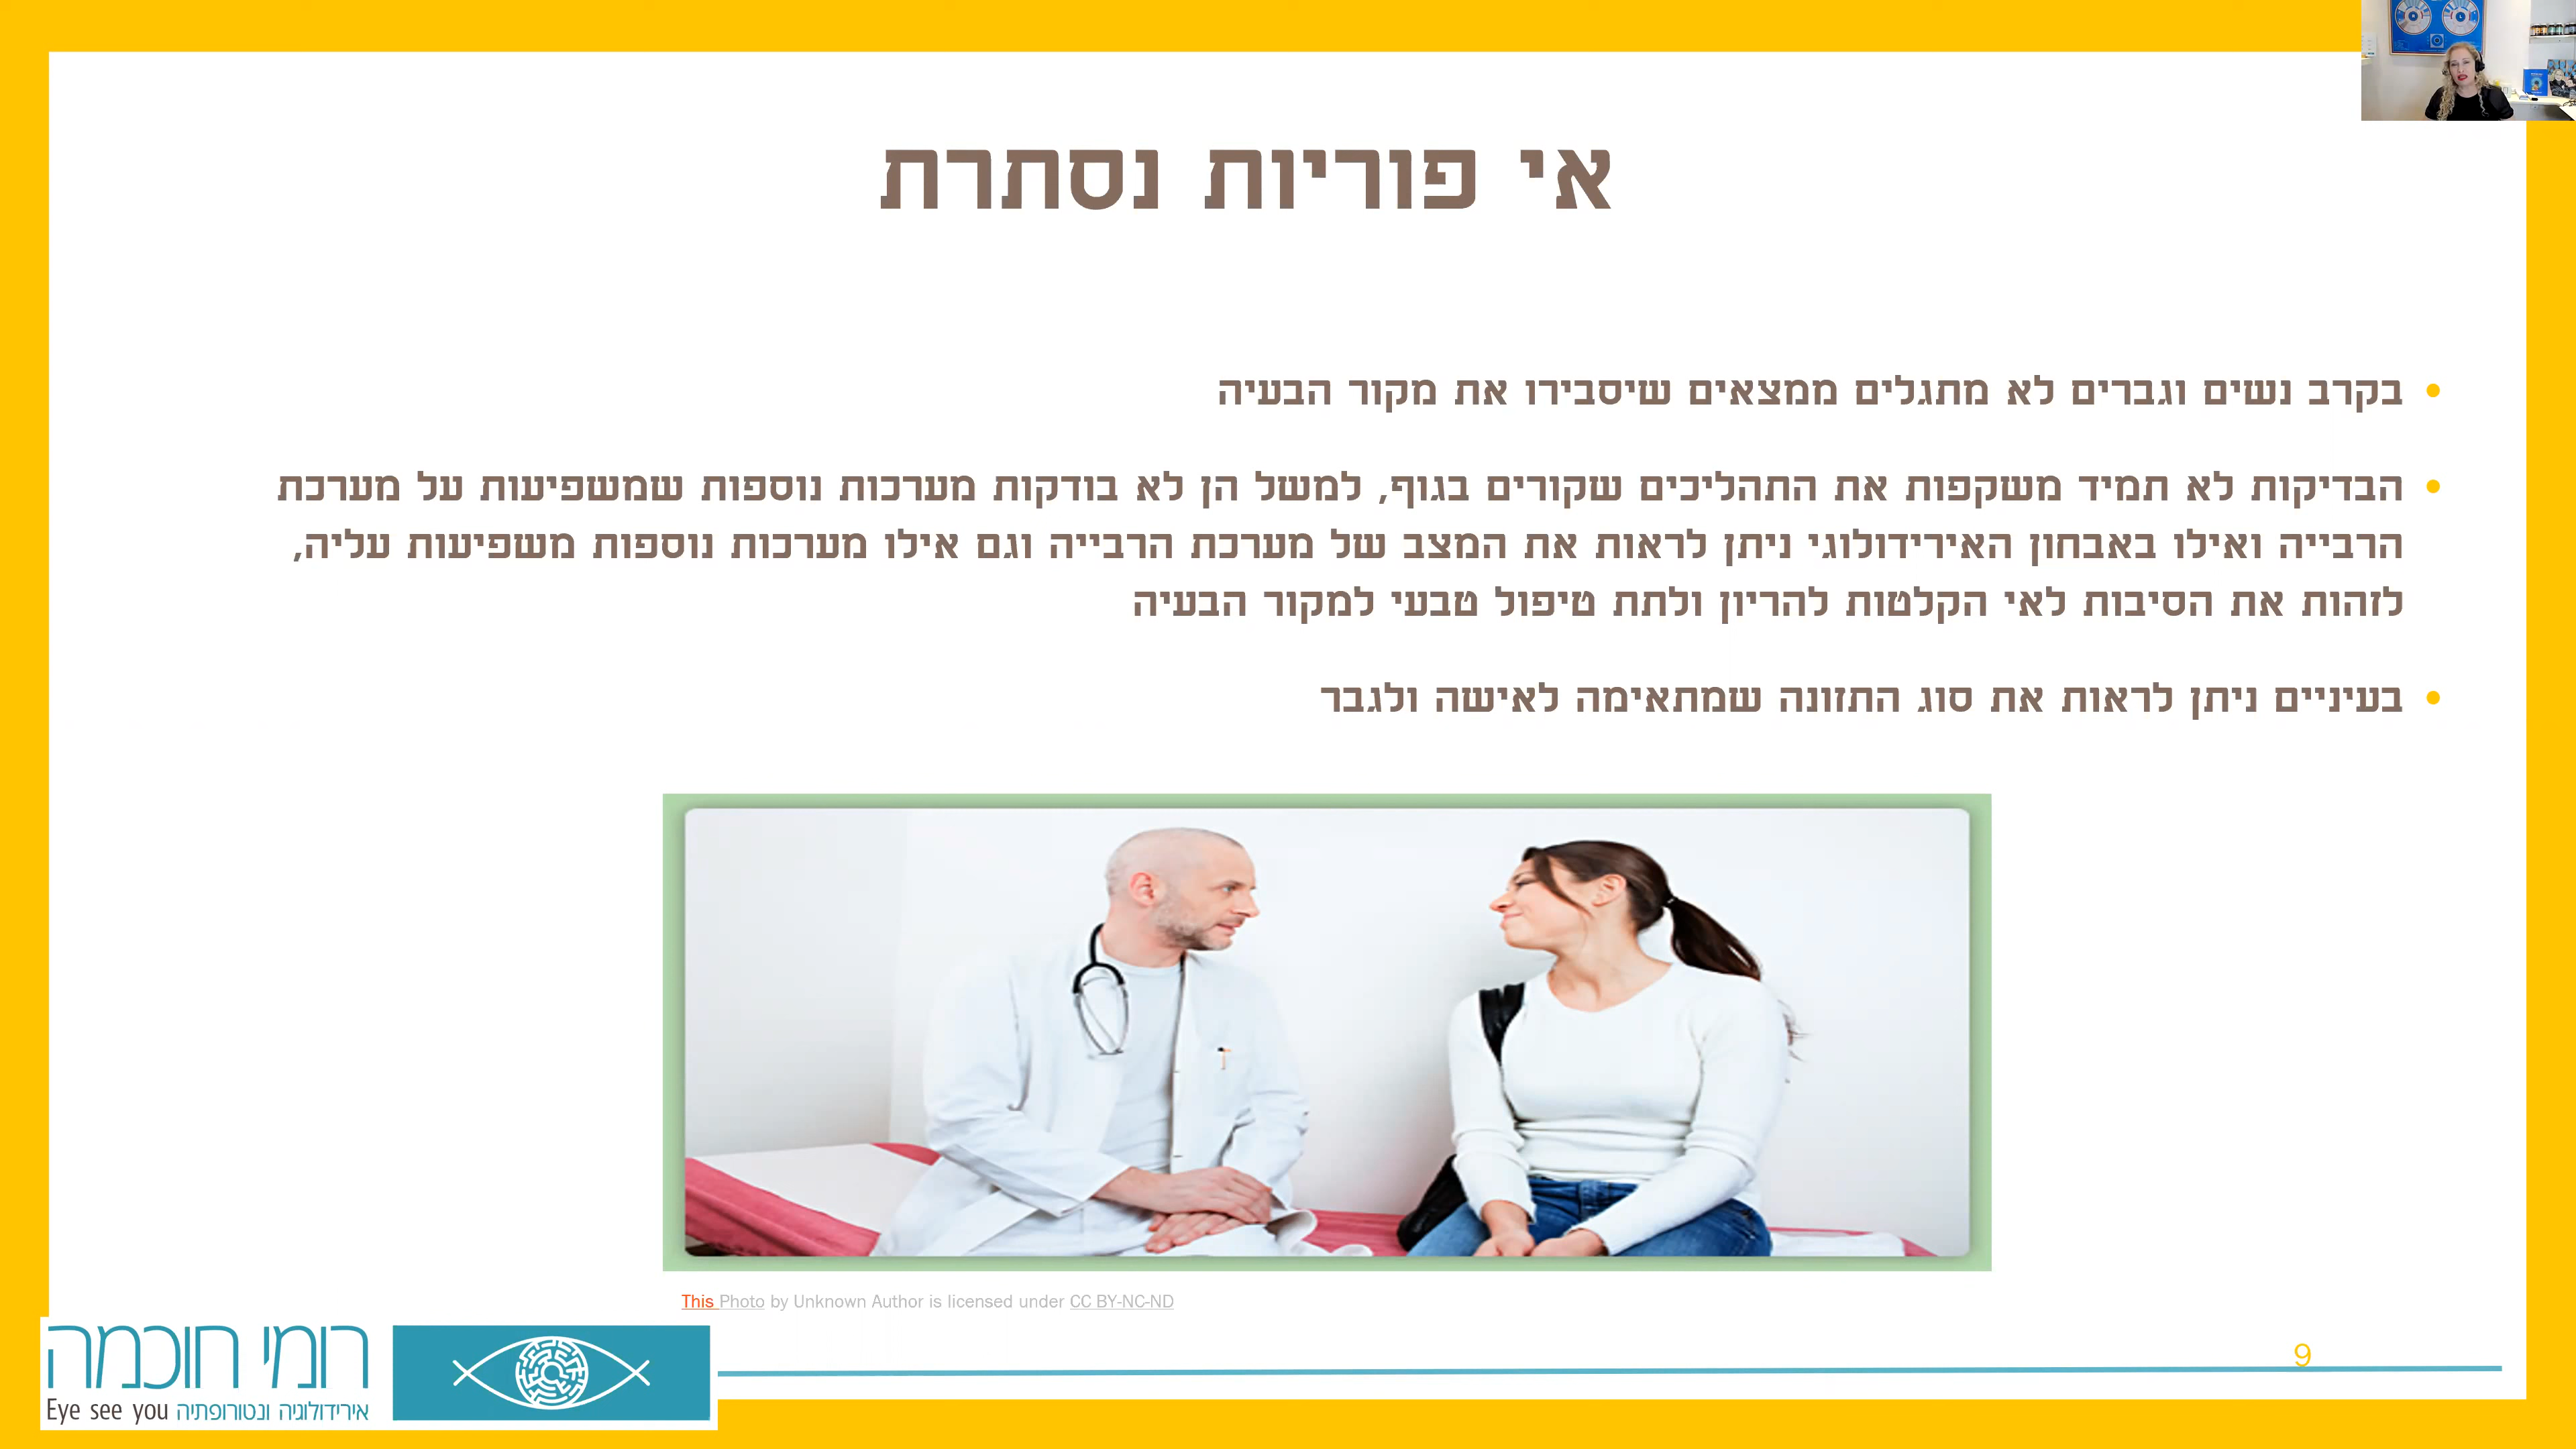 אי פוריות נסתרת
• בקרב נשים וגברים לא מתגלים ממצאים שיסבירו את מקור הבעיה
• הבדיקות לא תמיד משקפות את התהליכים שקורים בגוף, למשל הן לא בודקות מערכות נוספות שמשפיעות על מערכת
הרבייה ואילו באבחון האירידולוגי ניתן לראות את המצב של מערכת הרבייה וגם אילו מערכות נוספות משפיעות עליה,
לזהות את הסיבות לאי הקלטות להריון ולתת טיפול טבעי למקור הבעיה
• בעיניים ניתן לראות את סוג התזונה שמתאימה לאישה ולגבר
This Photo by Unknown Author is licensed under CC BY-NC-ND
9
רומי חוכמה
אירידולוגיה ונטורופתיה Eye see you